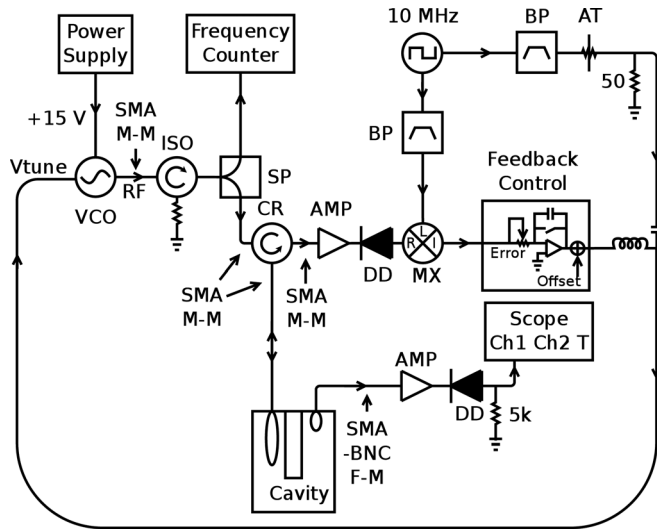 10 MHz
BP
AT
Power
Supply
Frequency
Counter
50
+15 V
SMA
M-M
ISO
BP
Vtune
RF
SP
VCO
CR
AMP
Feedback
Control
R
L
I
Error
DD
MX
Offset
SMA
M-M
SMA
M-M
Scope
Ch1 Ch2 T
AMP
DD
5k
SMA
-BNC
F-M
Cavity